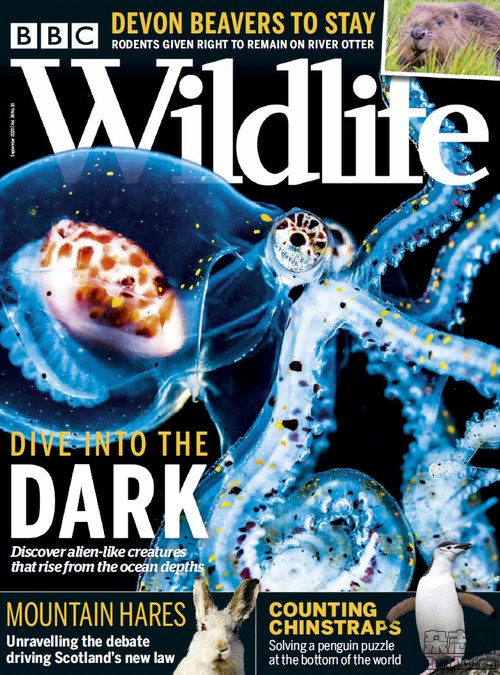 BBC
DEVON BEAVERS TO STAY
RODENTS GIVEN RIGHT TO REMAIN ON RIVER OTTER
Wildlife
DIVE INTO THE
DARK
Discover alien-like creatures
that rise from the ocean depths
MOUNTAIN HARES
Unravelling the debate
driving Scotland's new law
COUNTING
CHINSTRAPS
Solving a penguin puzzle
at the bottom of the world